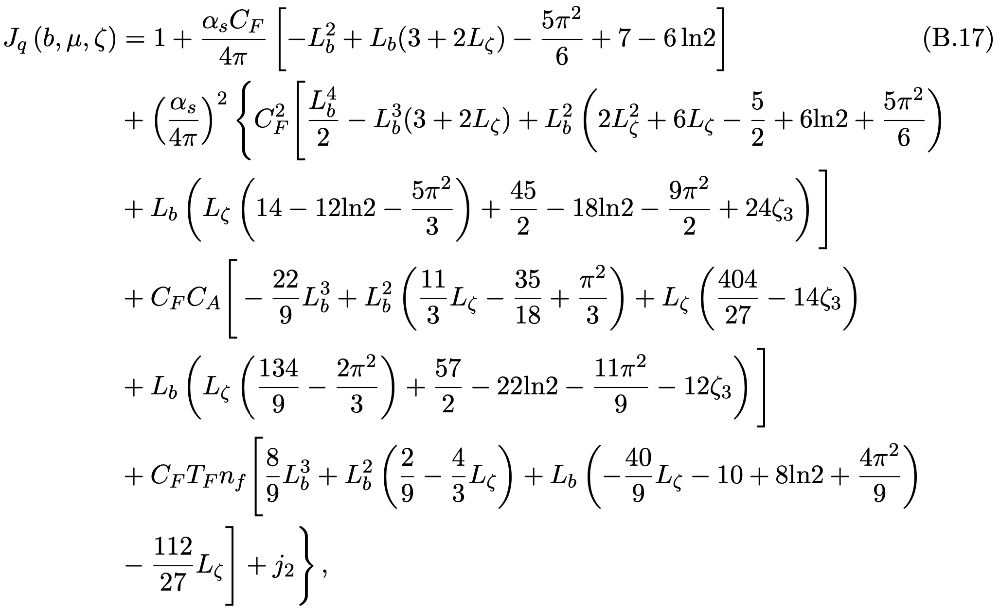 J_q (b, μ, ζ) = 1 + \frac{α_s C_F}{4π} [ −L_b^2 + L_b(3 + 2L_ζ) − \frac{5π^2}{6} + 7 − 6 ln2 ] (B.17)
+ (\frac{α_s}{4π})^2 { C_F^2 [ \frac{L_b^4}{2} − L_b^3(3 + 2L_ζ) + L_b^2 ( 2L_ζ^2 + 6L_ζ − \frac{5}{2} + 6ln2 + \frac{5π^2}{6} )
+ L_b ( L_ζ ( 14 − 12ln2 − \frac{5π^2}{3} ) + \frac{45}{2} − 18ln2 − \frac{9π^2}{2} + 24ζ_3 ) ]
+ C_F C_A [ − \frac{22}{9} L_b^3 + L_b^2 ( \frac{11}{3} L_ζ − \frac{35}{18} + \frac{π^2}{3} ) + L_ζ ( \frac{404}{27} − 14ζ_3 )
+ L_b ( L_ζ ( \frac{134}{9} − \frac{2π^2}{3} ) + \frac{57}{2} − 22ln2 − \frac{11π^2}{9} − 12ζ_3 ) ]
+ C_F T_F n_f [ \frac{8}{9} L_b^3 + L_b^2 ( \frac{2}{9} − \frac{4}{3} L_ζ ) + L_b ( −\frac{40}{9} L_ζ − 10 + 8ln2 + \frac{4π^2}{9} )
− \frac{112}{27} L_ζ ] + j_2 } ,